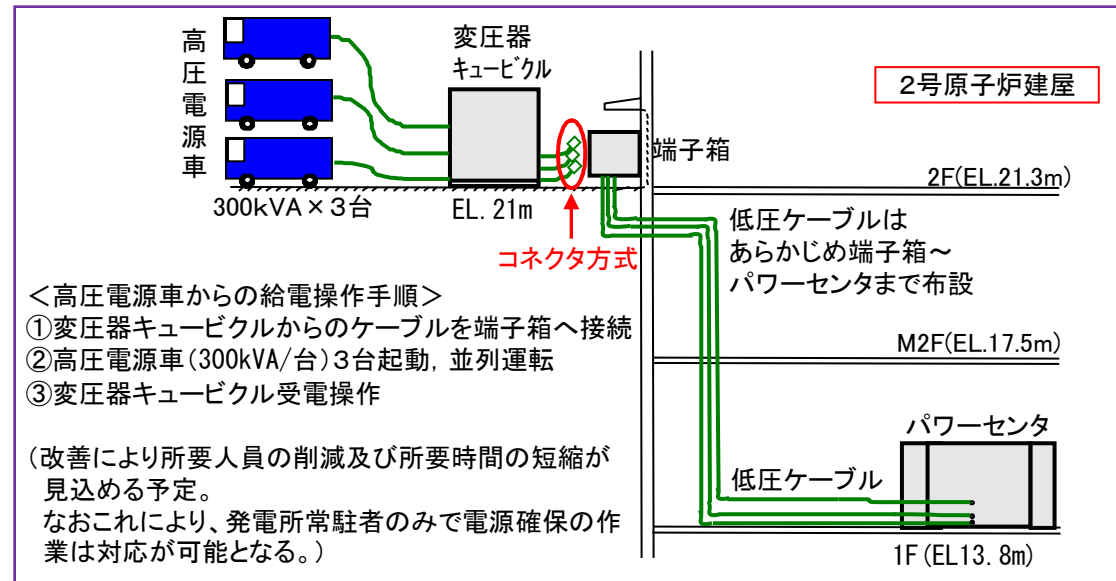 高圧電源車
変圧器
キュービクル
2号原子炉建屋
端子箱
2F(EL.21.3m)
300kVA×3台
EL.21m
コネクタ方式
低圧ケーブルは
あらかじめ端子箱～
パワーセンタまで布設
＜高圧電源車からの給電操作手順＞
①変圧器キュービクルからのケーブルを端子箱へ接続
②高圧電源車(300kVA/台)3台起動，並列運転
③変圧器キュービクル受電操作
M2F(EL.17.5m)
パワーセンタ
（改善により所要人員の削減及び所要時間の短縮が
見込める予定。
なおこれにより、発電所常駐者のみで電源確保の作
業は対応が可能となる。）
低圧ケーブル
1F(EL13.8m)